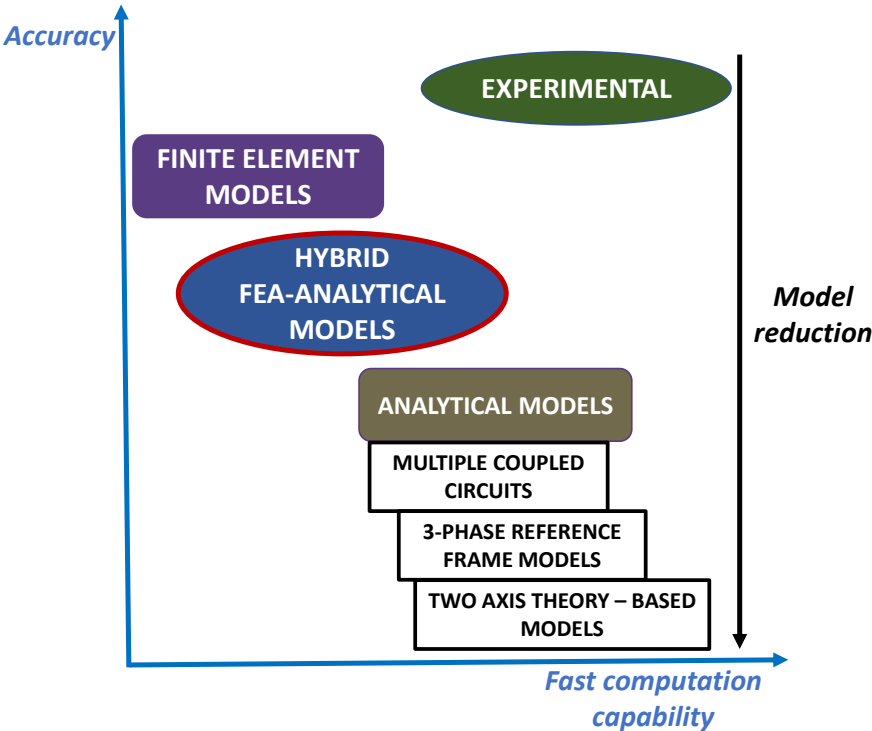 Accuracy
EXPERIMENTAL
FINITE ELEMENT
MODELS
HYBRID
FEA-ANALYTICAL
MODELS
Model
reduction
ANALYTICAL MODELS
MULTIPLE COUPLED
CIRCUITS
3-PHASE REFERENCE
FRAME MODELS
TWO AXIS THEORY – BASED
MODELS
Fast computation
capability